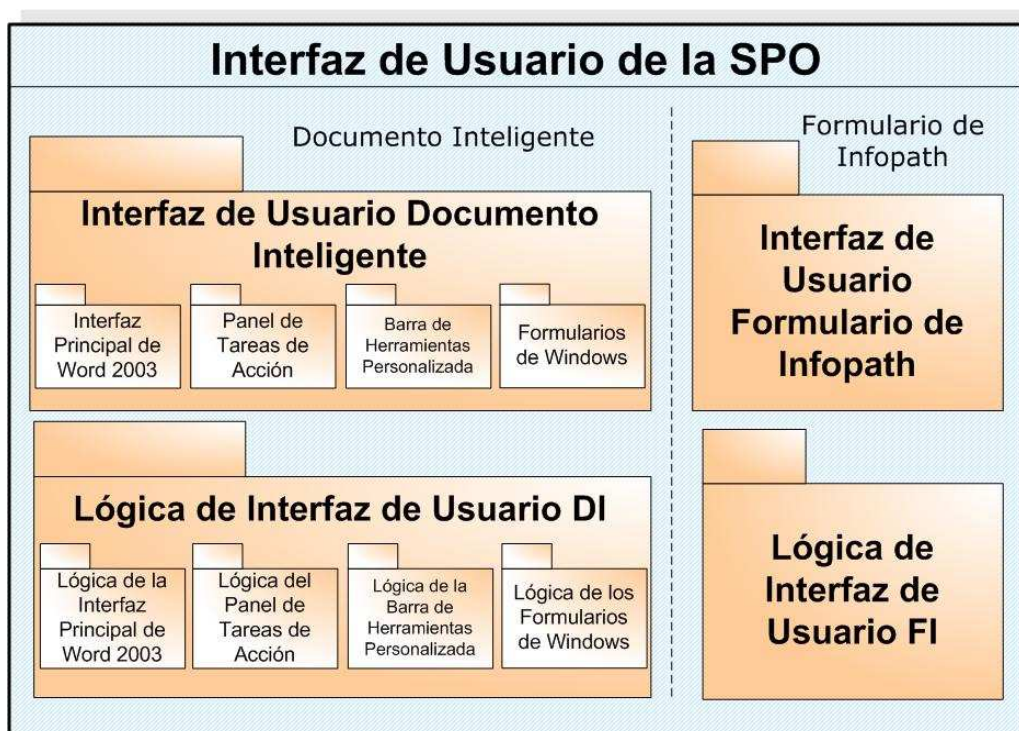 Interfaz de Usuario de la SPO
Documento Inteligente
Formulario de
Infopath
Interfaz de Usuario Documento
Inteligente
Interfaz
Principal de
Word 2003
Panel de
Tareas de
Acción
Barra de
Herramientas
Personalizada
Formularios
de Windows
Interfaz de
Usuario
Formulario de
Infopath
Lógica de Interfaz de Usuario DI
Lógica de la
Interfaz
Principal de
Word 2003
Lógica del
Panel de
Tareas de
Acción
Lógica de la
Barra de
Herramientas
Personalizada
Lógica de los
Formularios
de Windows
Lógica de
Interfaz de
Usuario FI